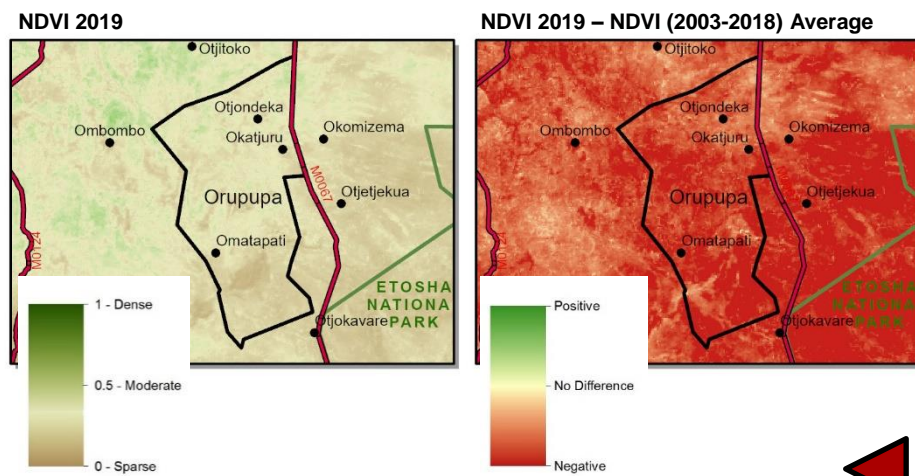 NDVI 2019
Otjitoko
Otjondeka
Ombombo
Okomizema
Okatjuru
M0067
Orupupa
Otjetjekua
M0124
Omatapati
ETOSHA
NATIONA
PARK
Otjokavare
1 - Dense
0.5 - Moderate
0 - Sparse
NDVI 2019 – NDVI (2003-2018) Average
Otjitoko
Otjondeka
Ombombo
Okomizema
Okatjuru
Orupupa
Otjetjekua
M0124
Omatapati
ETOSHA
NATIONA
PARK
Otjokavare
Positive
No Difference
Negative